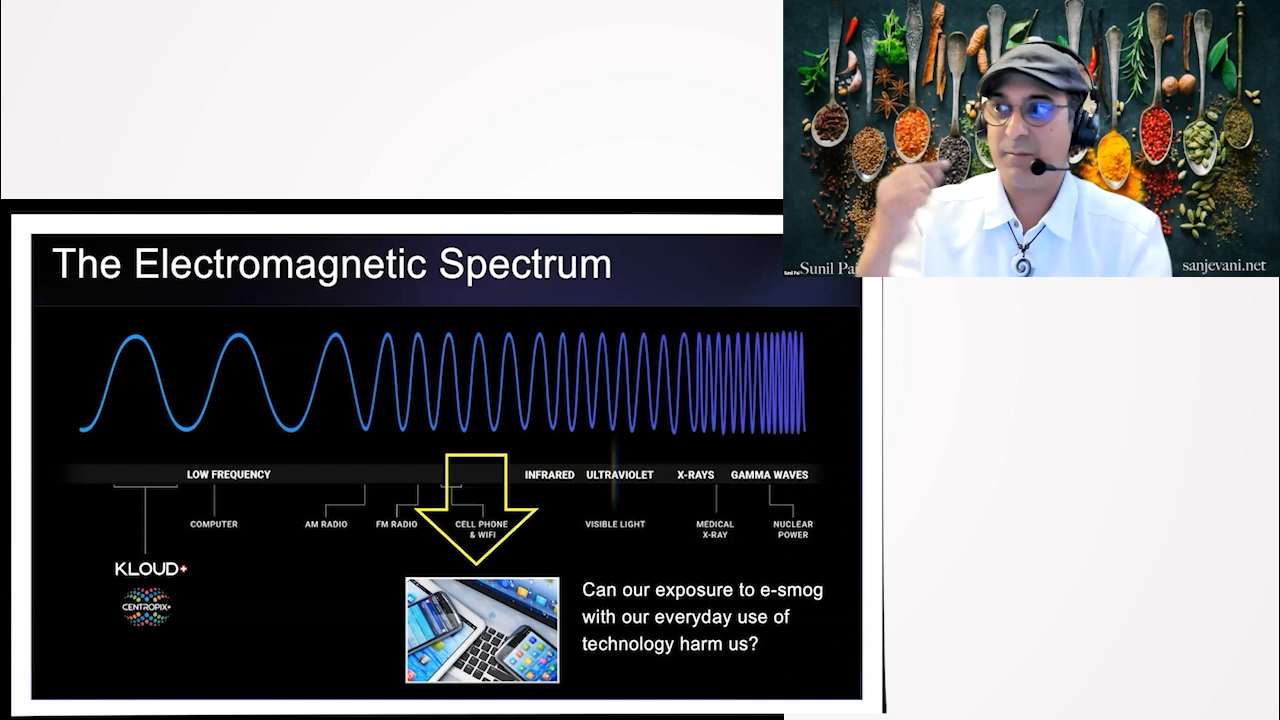 Sunil Pa
sanjevani.net
The Electromagnetic Spectrum
LOW FREQUENCY
INFRARED
ULTRAVIOLET
X-RAYS
GAMMA WAVES
COMPUTER
AM RADIO
FM RADIO
CELL PHONE
& WIFI
VISIBLE LIGHT
MEDICAL
X-RAY
NUCLEAR
POWER
KLOUD+
CENTROPIX+
Can our exposure to e-smog
with our everyday use of
technology harm us?